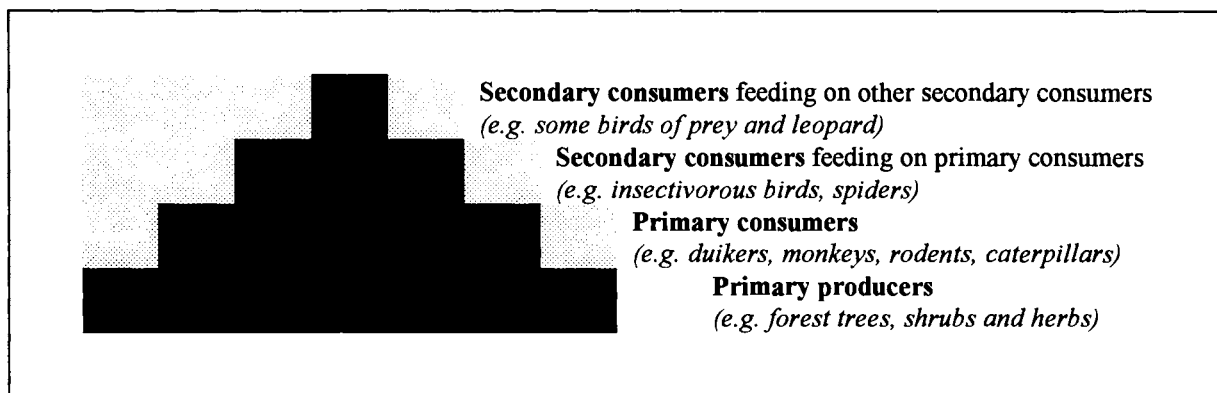 Secondary consumers feeding on other secondary consumers
(e.g. some birds of prey and leopard)
Secondary consumers feeding on primary consumers
(e.g. insectivorous birds, spiders)
Primary consumers
(e.g. duikers, monkeys, rodents, caterpillars)
Primary producers
(e.g. forest trees, shrubs and herbs)